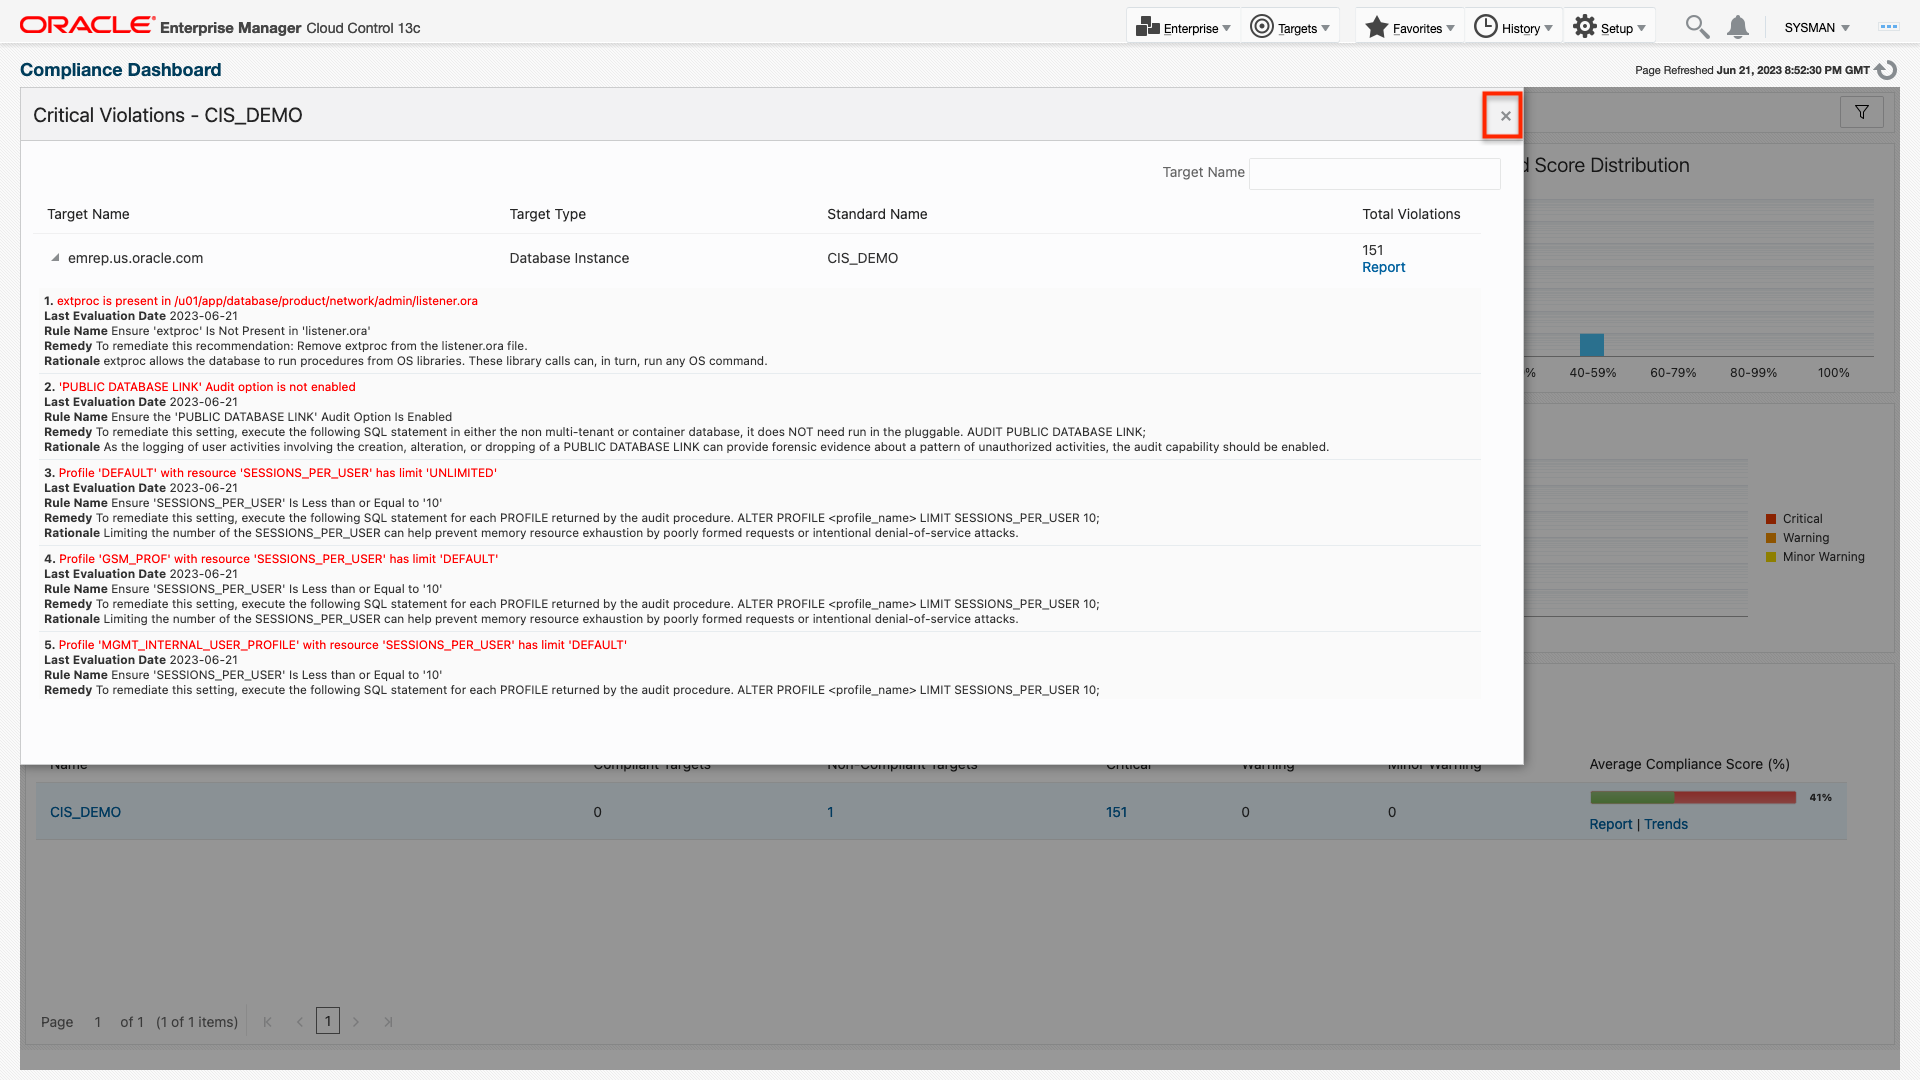 ORACLE Enterprise Manager Cloud Control 13c
Enterprise
Targets
Favorites
History
Setup
SYSMAN
Compliance Dashboard
Page Refreshed Jun 21, 2023 8:52:30 PM GMT
Critical Violations - CIS_DEMO
Score Distribution
Target Name
Target Name Target Type Standard Name Total Violations
emrep.us.oracle.com Database Instance CIS_DEMO 151
Report
1. extproc is present in /u01/app/database/product/network/admin/listener.ora
Last Evaluation Date 2023-06-21
Rule Name Ensure 'extproc' Is Not Present in 'listener.ora'
Remedy To remediate this recommendation: Remove extproc from the listener.ora file.
Rationale extproc allows the database to run procedures from OS libraries. These library calls can, in turn, run any OS command.
2. 'PUBLIC DATABASE LINK' Audit option is not enabled
Last Evaluation Date 2023-06-21
Rule Name Ensure the 'PUBLIC DATABASE LINK' Audit Option Is Enabled
Remedy To remediate this setting, execute the following SQL statement in either the non multi-tenant or container database, it does NOT need run in the pluggable. AUDIT PUBLIC DATABASE LINK;
Rationale As the logging of user activities involving the creation, alteration, or dropping of a PUBLIC DATABASE LINK can provide forensic evidence about a pattern of unauthorized activities, the audit capability should be enabled.
3. Profile 'DEFAULT' with resource 'SESSIONS_PER_USER' has limit 'UNLIMITED'
Last Evaluation Date 2023-06-21
Rule Name Ensure 'SESSIONS_PER_USER' Is Less than or Equal to '10'
Remedy To remediate this setting, execute the following SQL statement for each PROFILE returned by the audit procedure. ALTER PROFILE <profile_name> LIMIT SESSIONS_PER_USER 10;
Rationale Limiting the number of the SESSIONS_PER_USER can help prevent memory resource exhaustion by poorly formed requests or intentional denial-of-service attacks.
4. Profile 'GSM_PROF' with resource 'SESSIONS_PER_USER' has limit 'DEFAULT'
Last Evaluation Date 2023-06-21
Rule Name Ensure 'SESSIONS_PER_USER' Is Less than or Equal to '10'
Remedy To remediate this setting, execute the following SQL statement for each PROFILE returned by the audit procedure. ALTER PROFILE <profile_name> LIMIT SESSIONS_PER_USER 10;
Rationale Limiting the number of the SESSIONS_PER_USER can help prevent memory resource exhaustion by poorly formed requests or intentional denial-of-service attacks.
5. Profile 'MGMT_INTERNAL_USER_PROFILE' with resource 'SESSIONS_PER_USER' has limit 'DEFAULT'
Last Evaluation Date 2023-06-21
Rule Name Ensure 'SESSIONS_PER_USER' Is Less than or Equal to '10'
Remedy To remediate this setting, execute the following SQL statement for each PROFILE returned by the audit procedure. ALTER PROFILE <profile_name> LIMIT SESSIONS_PER_USER 10;
% 40-59% 60-79% 80-99% 100%
Critical
Warning
Minor Warning
Name Compliant Targets Non-Compliant Targets Critical Warning Minor Warning Average Compliance Score (%)
CIS_DEMO 0 1 151 0 0 41%
Report | Trends
Page 1 of 1 (1 of 1 items) 1